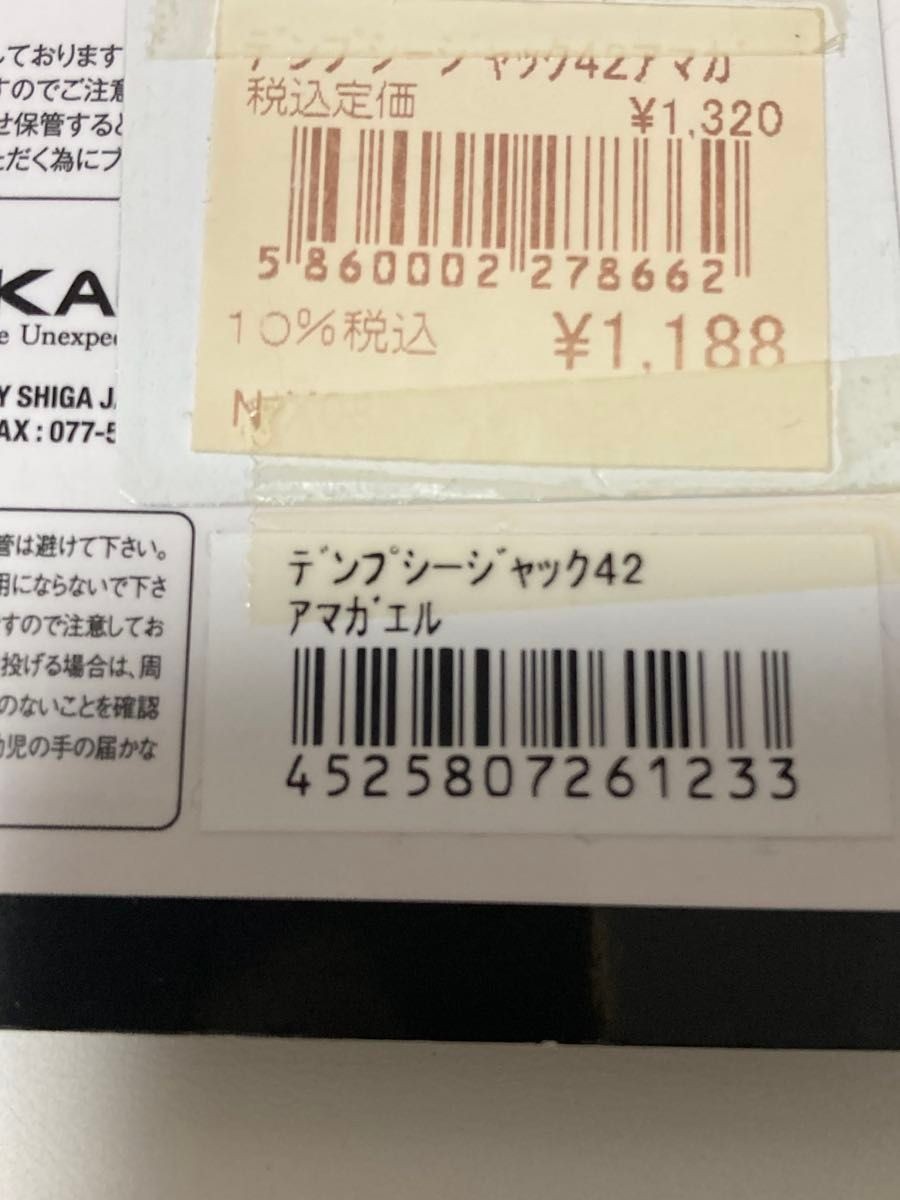 しております
すのでご注意
せ保管すると
ただく為にブ
KA
e Unexpe
Y SHIGA J
AX : 077-5
デンプシージャック42アマガ
税込定価
¥1,320
5 860002 278662
10%税込 ¥1,188
管は避けて下さい。
用にならないで下さ
すので注意してお
投げる場合は、周
のないことを確認
幼児の手の届かな
ﾃﾞﾝﾌﾟｼｰｼﾞｬｯｸ42
ｱﾏｶﾞｴﾙ
4525807261233